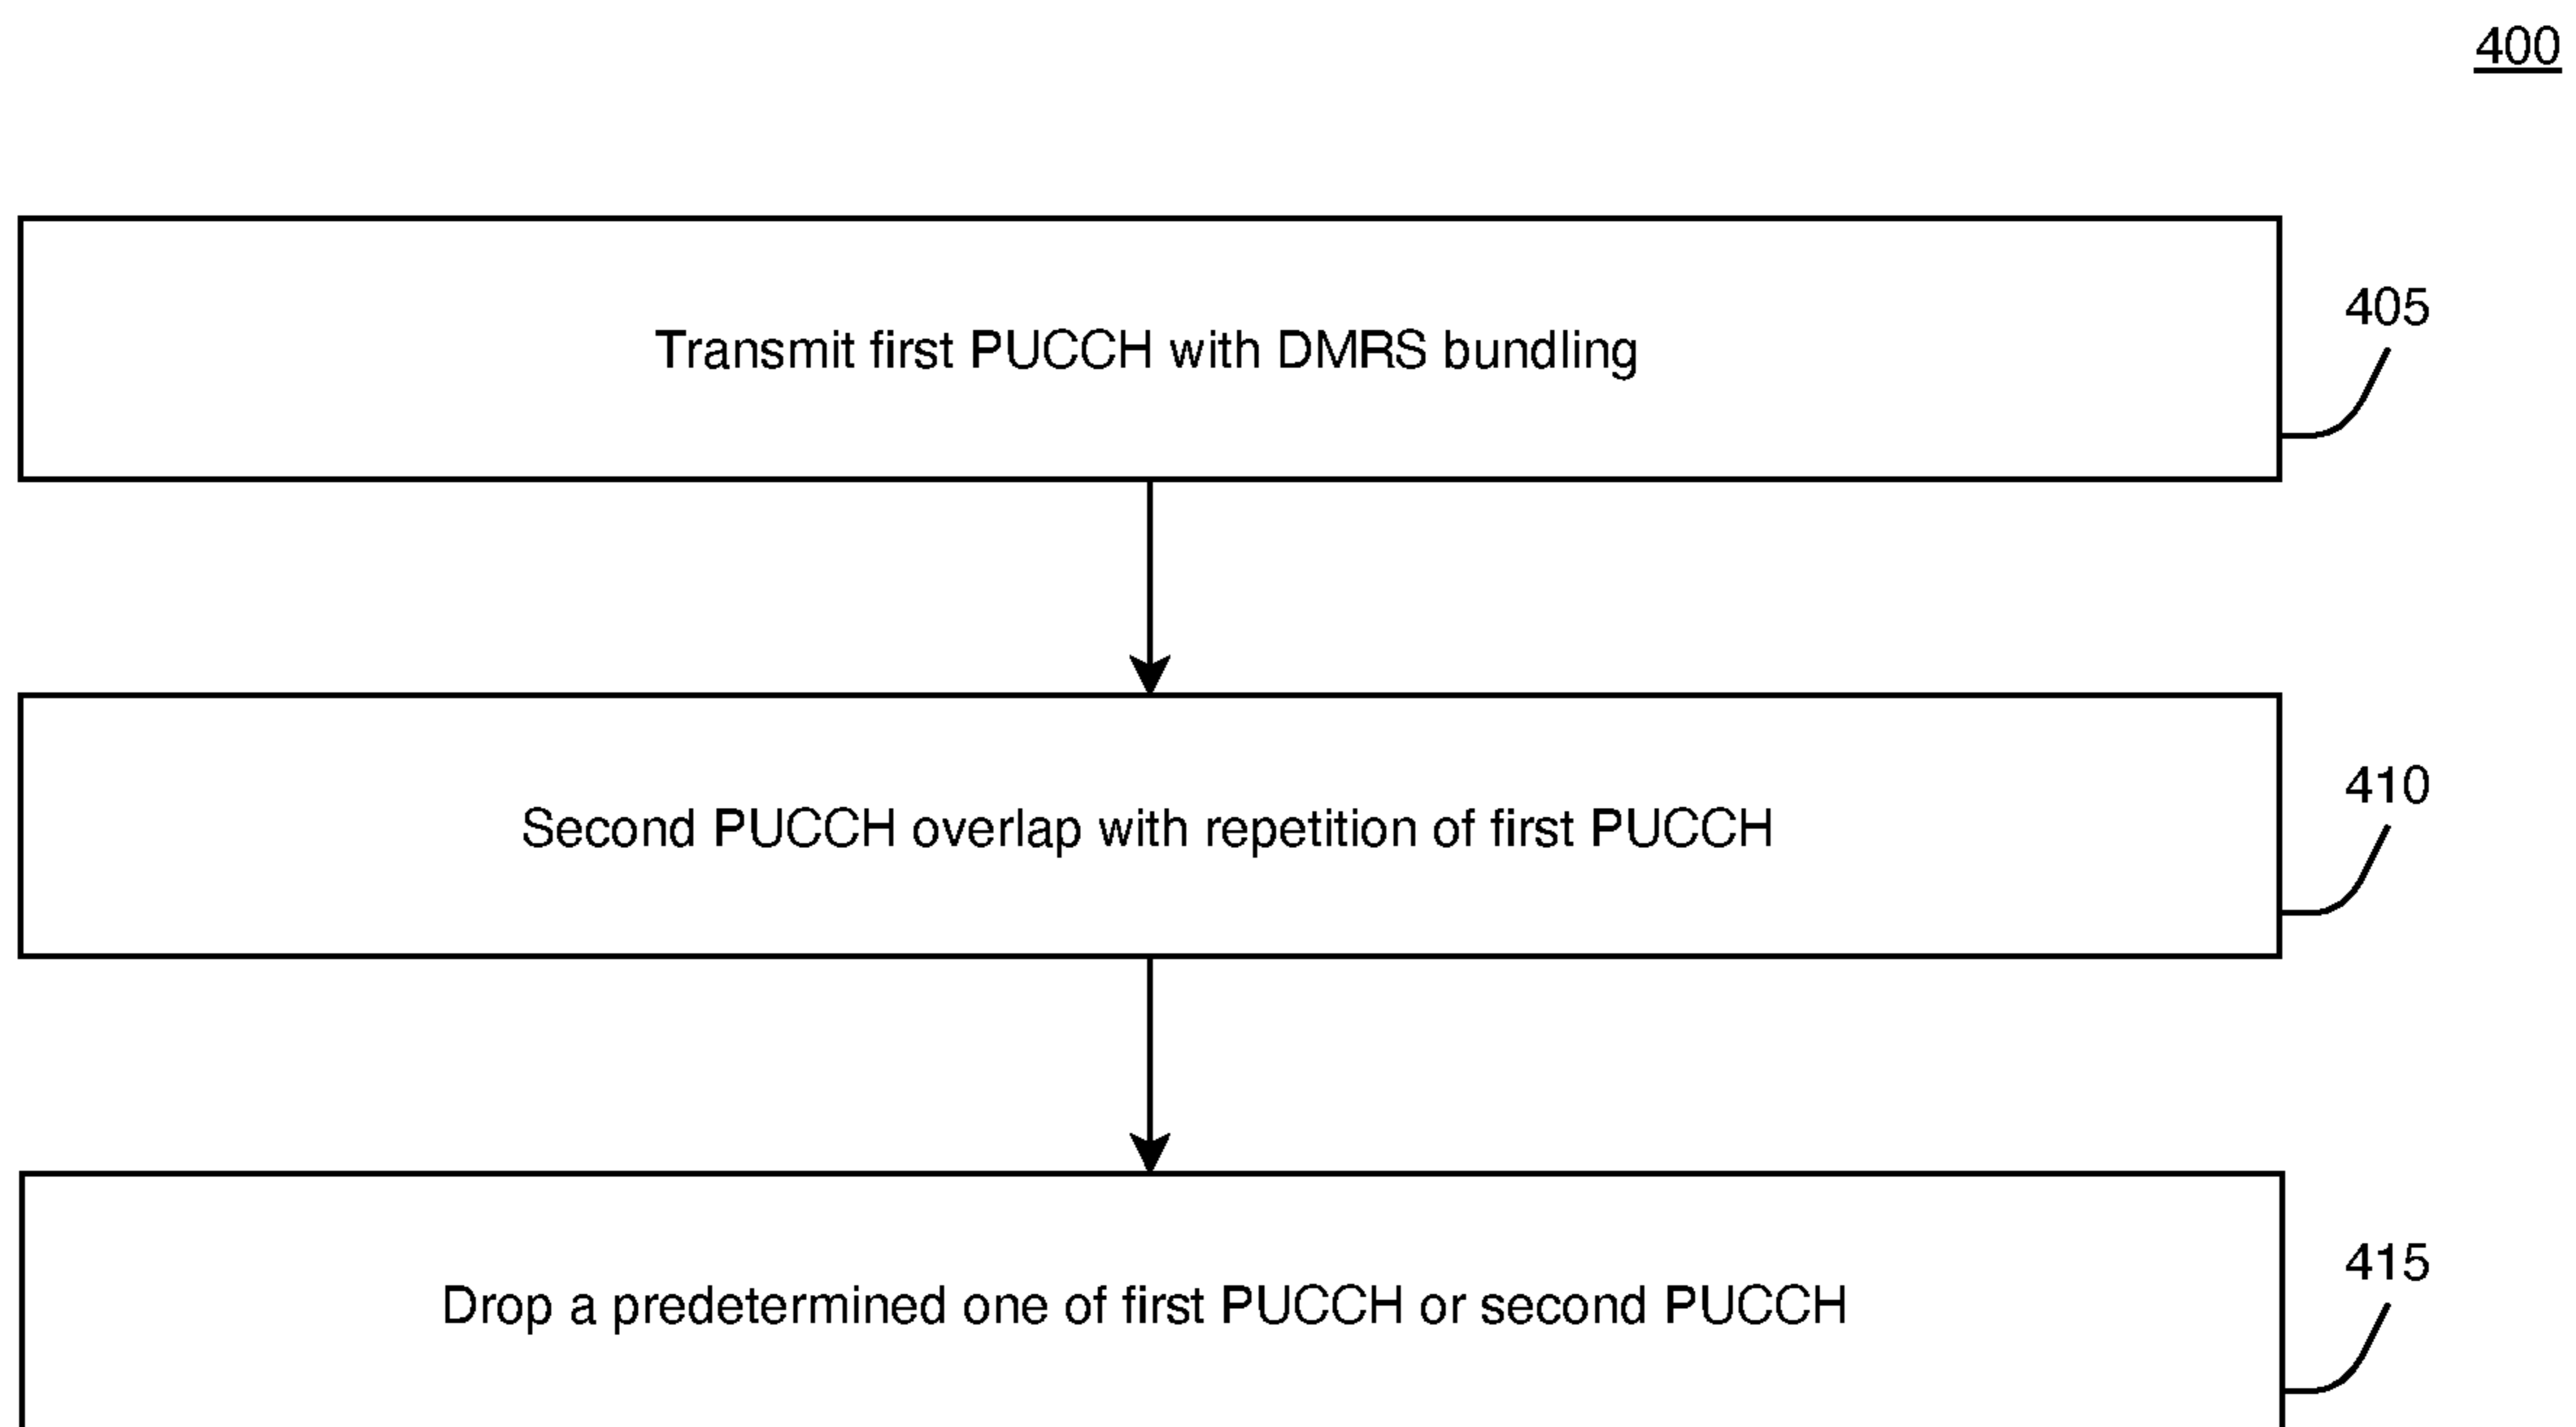 400
Transmit first PUCCH with DMRS bundling
405
Second PUCCH overlap with repetition of first PUCCH
410
Drop a predetermined one of first PUCCH or second PUCCH
415